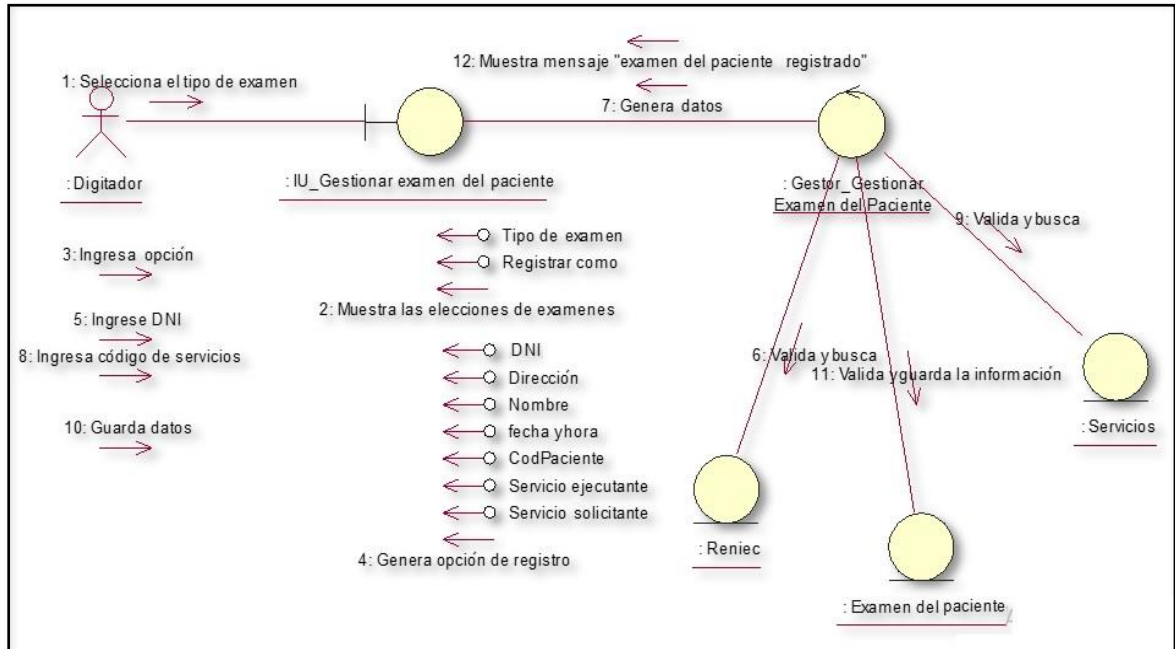 12: Muestra mensaje "examen del paciente registrado"
1: Selecciona el tipo de examen
7: Genera datos
: Digitador
: IU_Gestionar examen del paciente
: Gestor_Gestionar
Examen del Paciente
9: Valida y busca
Tipo de examen
3: Ingresa opción
Registrar como
2: Muestra las elecciones de examenes
5: Ingrese DNI
DNI
8: Ingresa código de servicios
6: Valida y busca
Dirección
11: Valida y guarda la información
Nombre
10: Guarda datos
: Servicios
fecha y hora
CodPaciente
Servicio ejecutante
Servicio solicitante
4: Genera opción de registro
: Reniec
: Examen del paciente